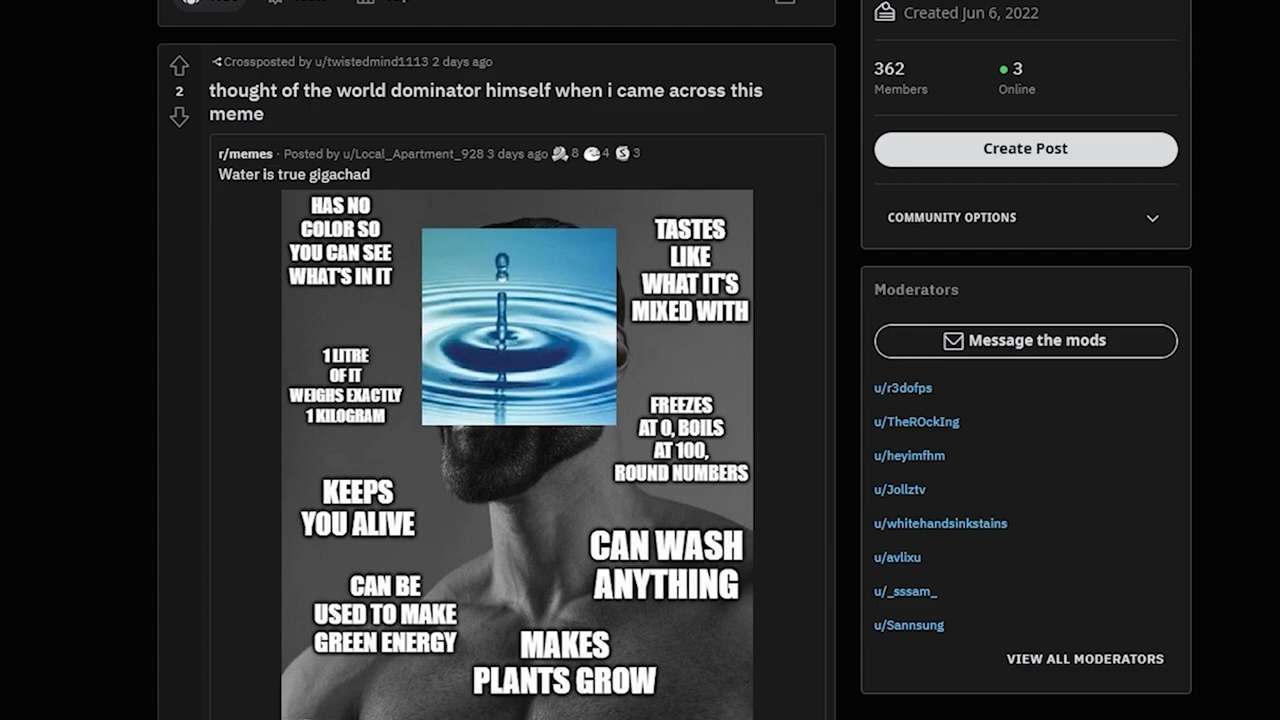 Created Jun 6, 2022
Crossposted by u/twistedmind1113 2 days ago
2
thought of the world dominator himself when i came across this
meme
r/memes · Posted by u/Local_Apartment_928 3 days ago 8 4 3
Water is true gigachad
HAS NO
COLOR SO
YOU CAN SEE
WHAT'S IN IT
TASTES
LIKE
WHAT IT'S
MIXED WITH
1 LITRE
OF IT
WEIGHS EXACTLY
1 KILOGRAM
FREEZES
AT 0, BOILS
AT 100,
ROUND NUMBERS
KEEPS
YOU ALIVE
CAN WASH
ANYTHING
CAN BE
USED TO MAKE
GREEN ENERGY
MAKES
PLANTS GROW
362
Members
3
Online
Create Post
COMMUNITY OPTIONS
Moderators
Message the mods
u/r3dofps
u/TheROckIng
u/heyimfhm
u/Jollztv
u/whitehandsinkstains
u/avlixu
u/_sssam_
u/Sannsung
VIEW ALL MODERATORS